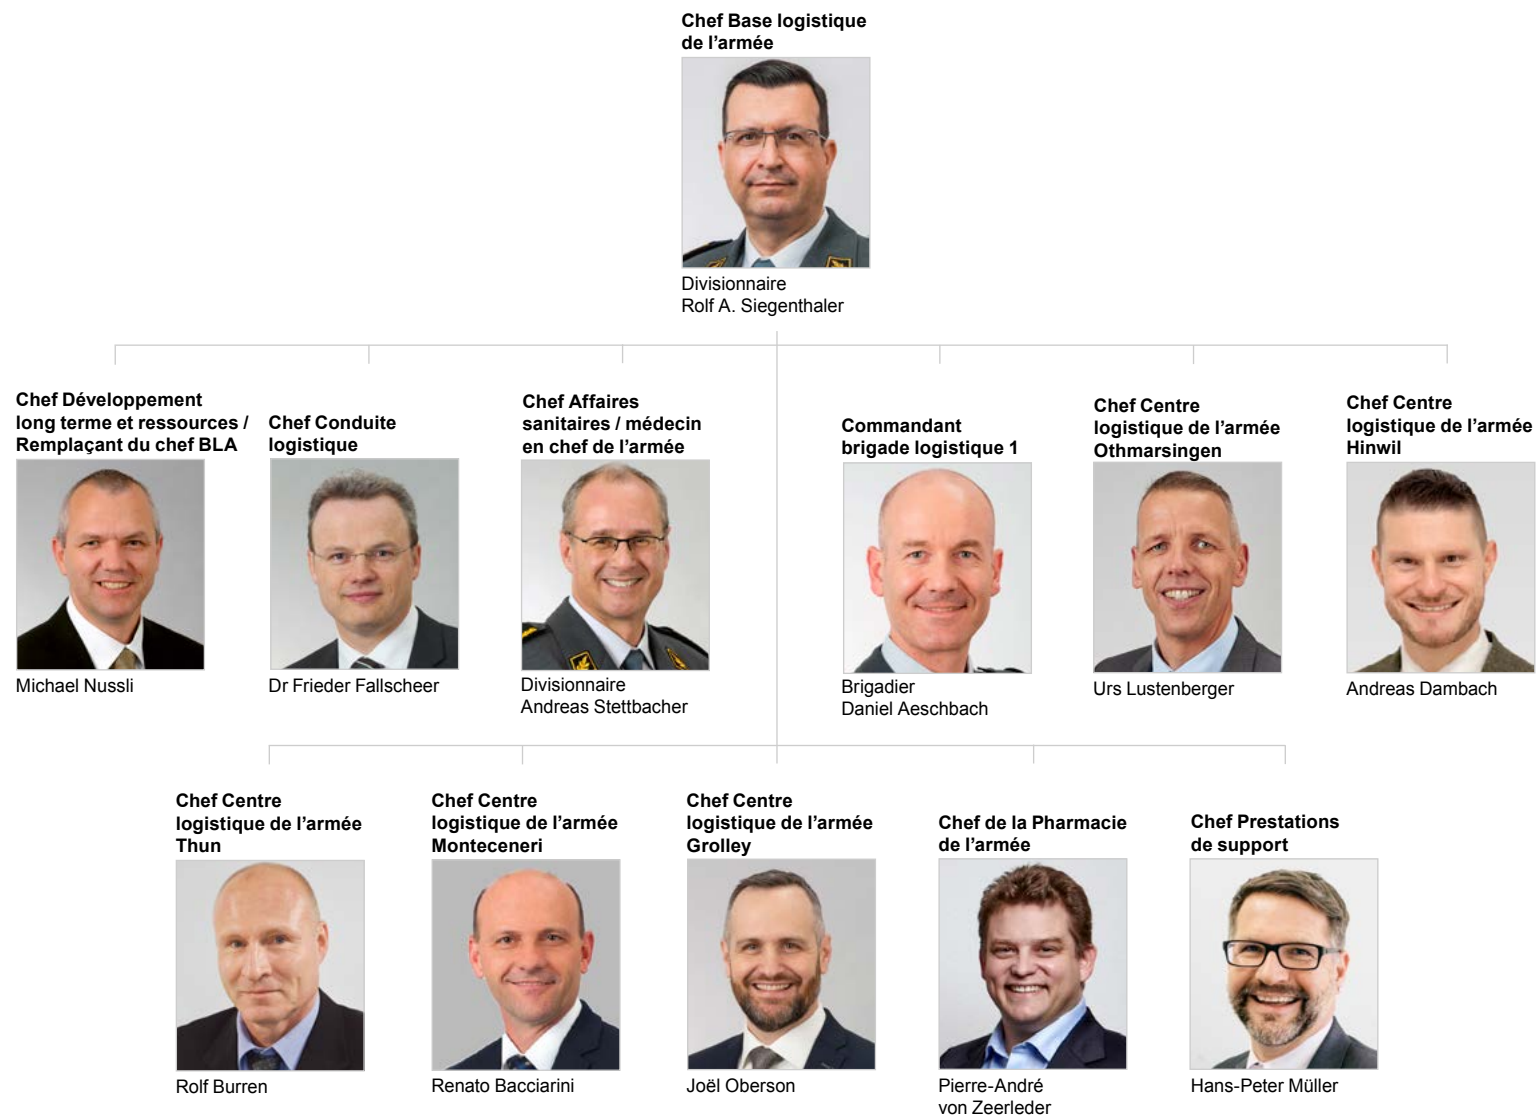 Chef Base logistique
de l’armée
Divisionnaire
Rolf A. Siegenthaler
Chef Développement
long terme et ressources /
Remplaçant du chef BLA
Michael Nussli
Chef Conduite
logistique
Dr Frieder Fallscheer
Chef Affaires
sanitaires / médecin
en chef de l’armée
Divisionnaire
Andreas Stettbacher
Commandant
brigade logistique 1
Brigadier
Daniel Aeschbach
Chef Centre
logistique de l’armée
Othmarsingen
Urs Lustenberger
Chef Centre
logistique de l’armée
Hinwil
Andreas Dambach
Chef Centre
logistique de l’armée
Thun
Rolf Burren
Chef Centre
logistique de l’armée
Monteceneri
Renato Bacciarini
Chef Centre
logistique de l’armée
Grolley
Joël Oberson
Chef de la Pharmacie
de l’armée
Pierre-André
von Zeerleder
Chef Prestations
de support
Hans-Peter Müller